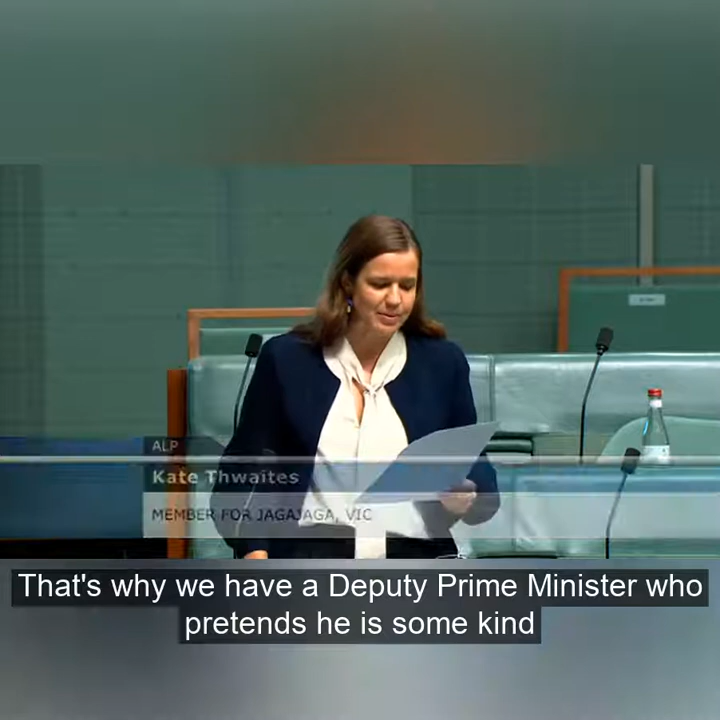 ALP
Kate Thwaites
MEMBER FOR JAGAJAGA, VIC
That's why we have a Deputy Prime Minister who
pretends he is some kind